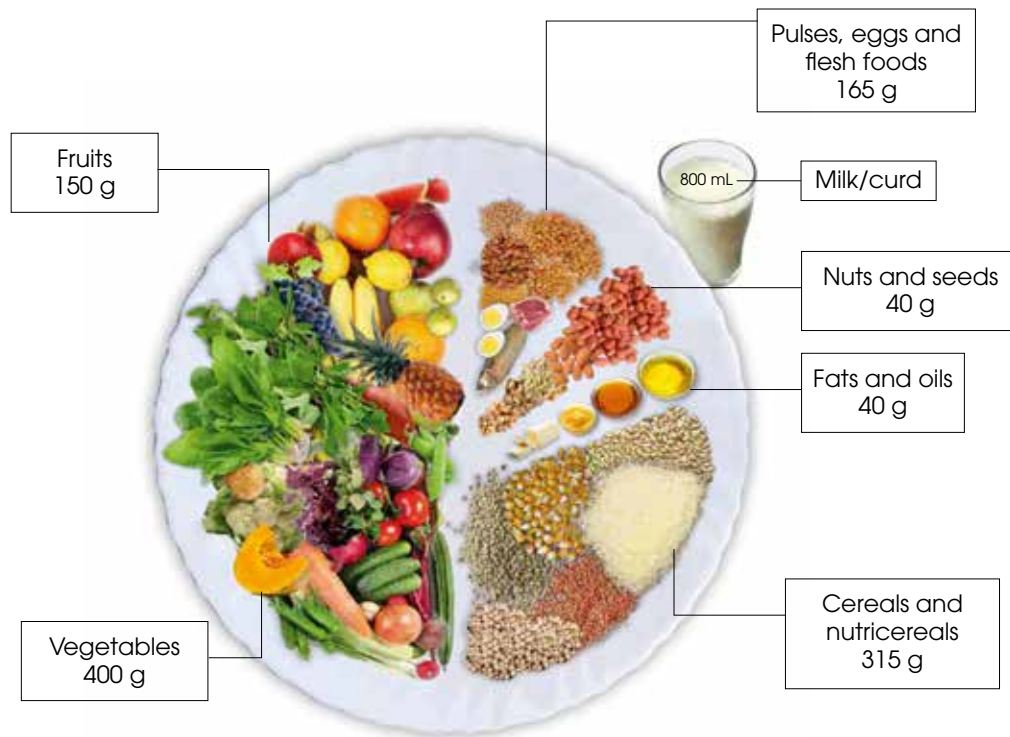 Pulses, eggs and
flesh foods
165 g
Fruits
150 g
800 mL
Milk/curd
Nuts and seeds
40 g
Fats and oils
40 g
Cereals and
nutricereals
315 g
Vegetables
400 g